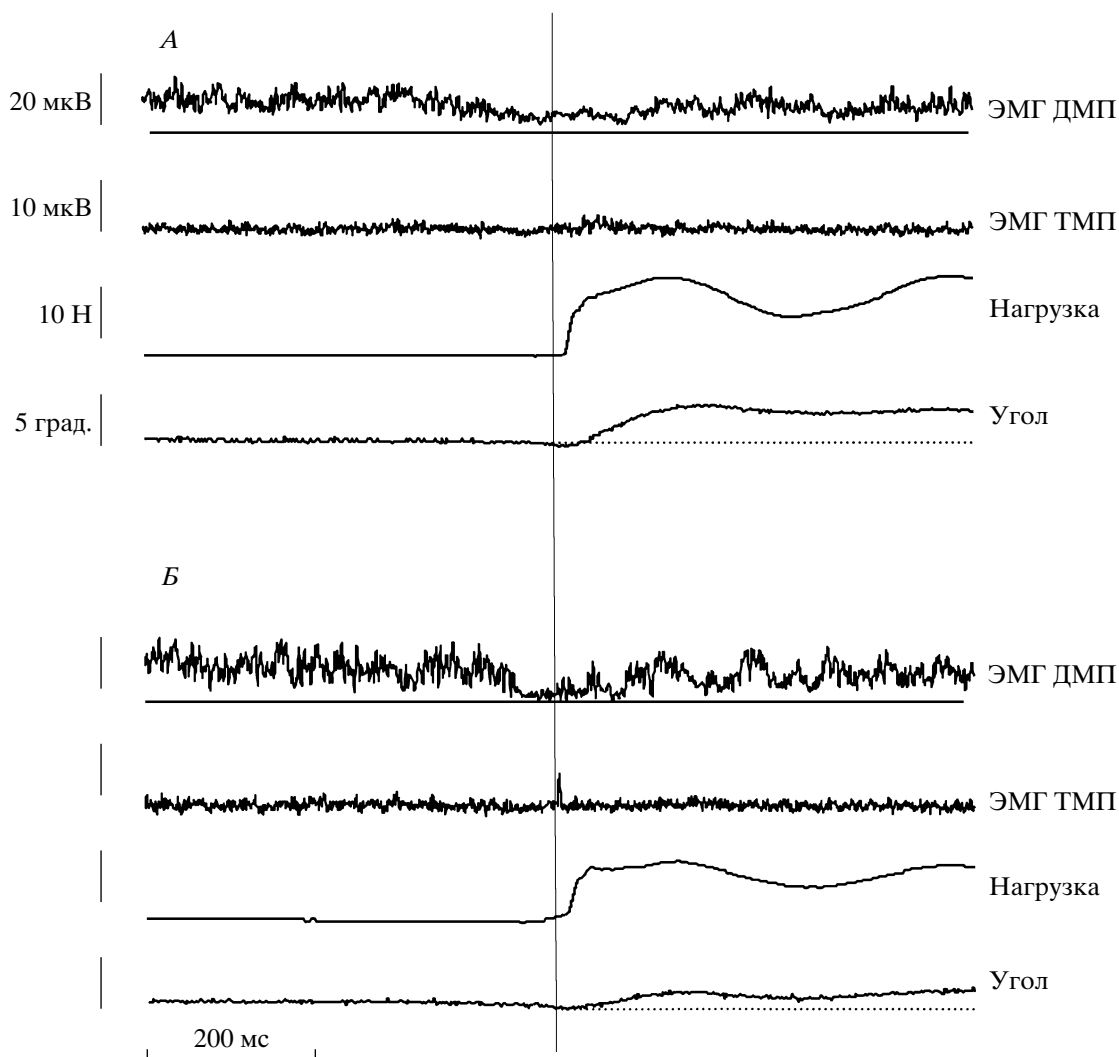 А
20 мкВ
ЭМГ ДМП
10 мкВ
ЭМГ ТМП
10 Н
Нагрузка
5 град.
Угол
Б
ЭМГ ДМП
ЭМГ ТМП
Нагрузка
Угол
200 мс